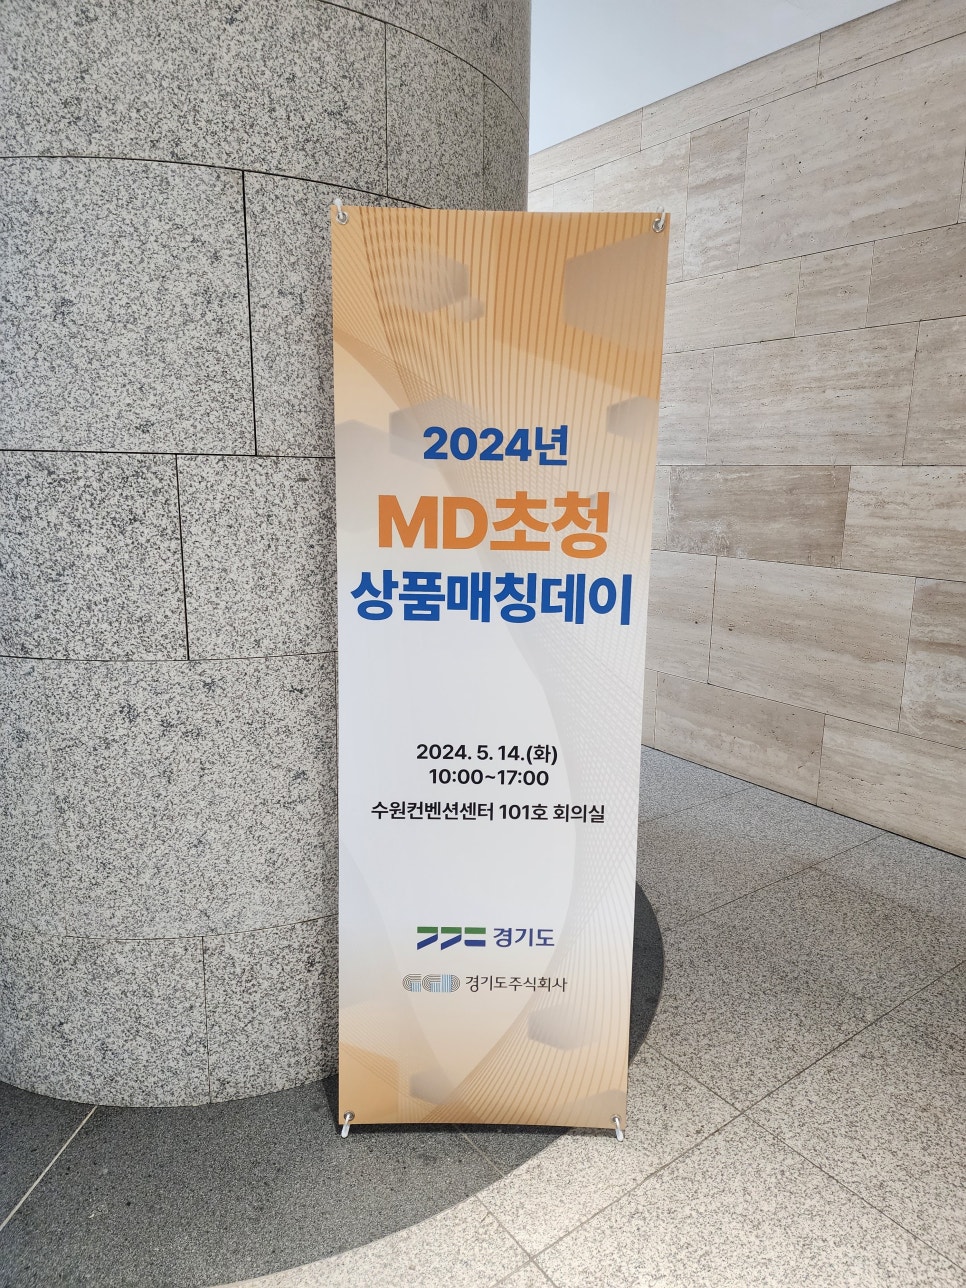 2024년
MD초청
상품매칭데이
2024. 5. 14.(화)
10:00~17:00
수원컨벤션센터 101호 회의실
경기도
GGD 경기도주식회사